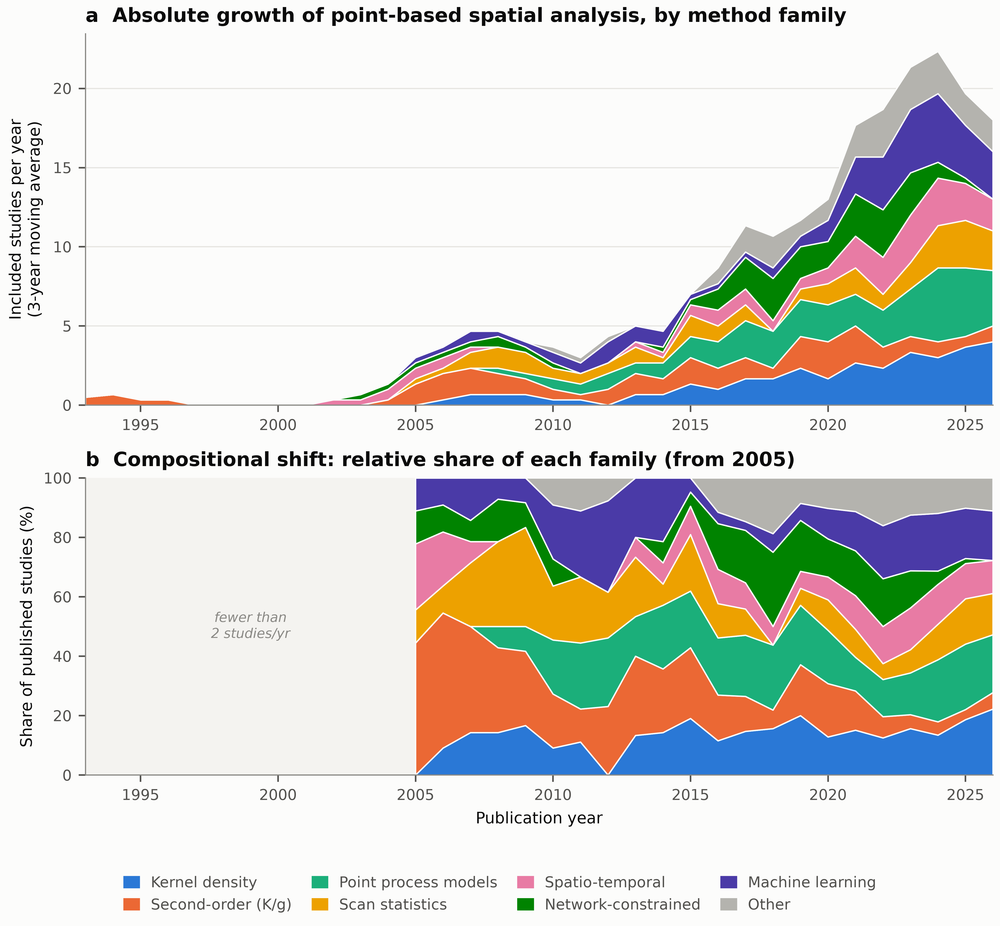 a Absolute growth of point-based spatial analysis, by method family
Included studies per year
(3-year moving average)
20
15
10
5
0
1995 2000 2005 2010 2015 2020 2025
b Compositional shift: relative share of each family (from 2005)
Share of published studies (%)
100
80
60
40
20
0
fewer than
2 studies/yr
1995 2000 2005 2010 2015 2020 2025
Publication year
Kernel density Point process models Spatio-temporal Machine learning
Second-order (K/g) Scan statistics Network-constrained Other